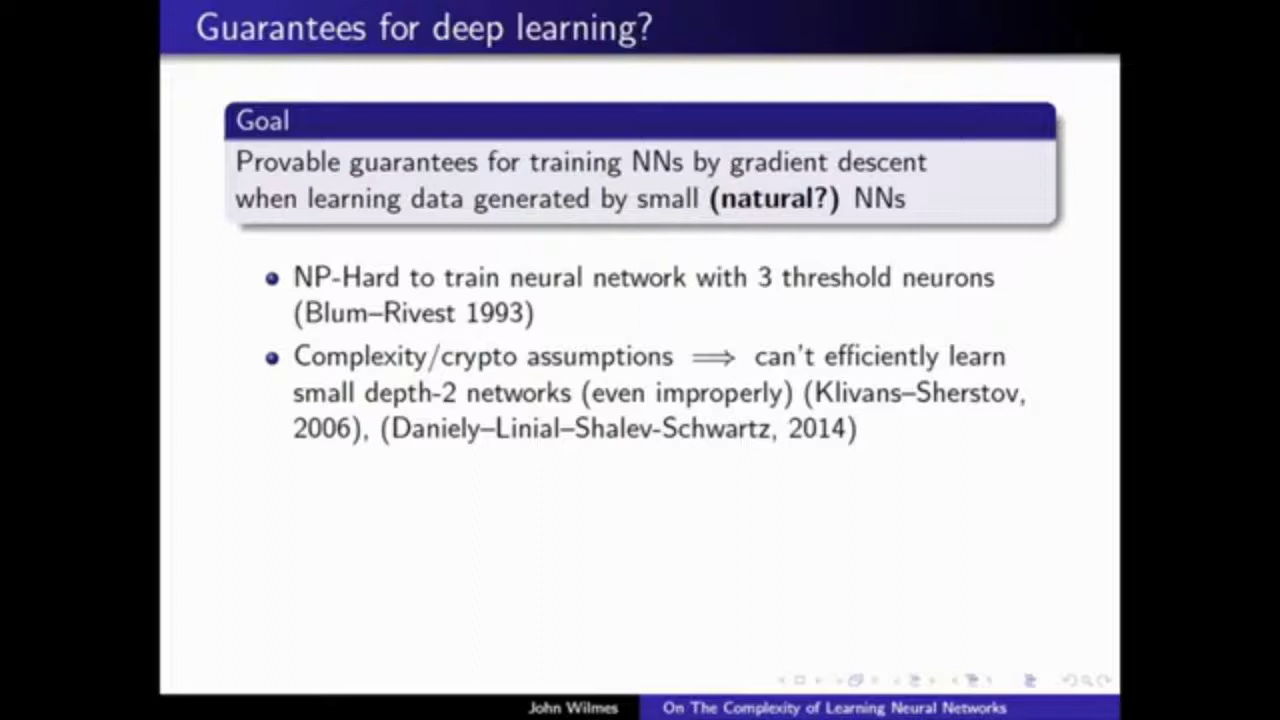 Guarantees for deep learning?
Goal
Provable guarantees for training NNs by gradient descent
when learning data generated by small (natural?) NNs
NP-Hard to train neural network with 3 threshold neurons
(Blum–Rivest 1993)
Complexity/crypto assumptions ⟹ can't efficiently learn
small depth-2 networks (even improperly) (Klivans–Sherstov,
2006), (Daniely–Linial–Shalev-Schwartz, 2014)
John Wilmes
On The Complexity of Learning Neural Networks